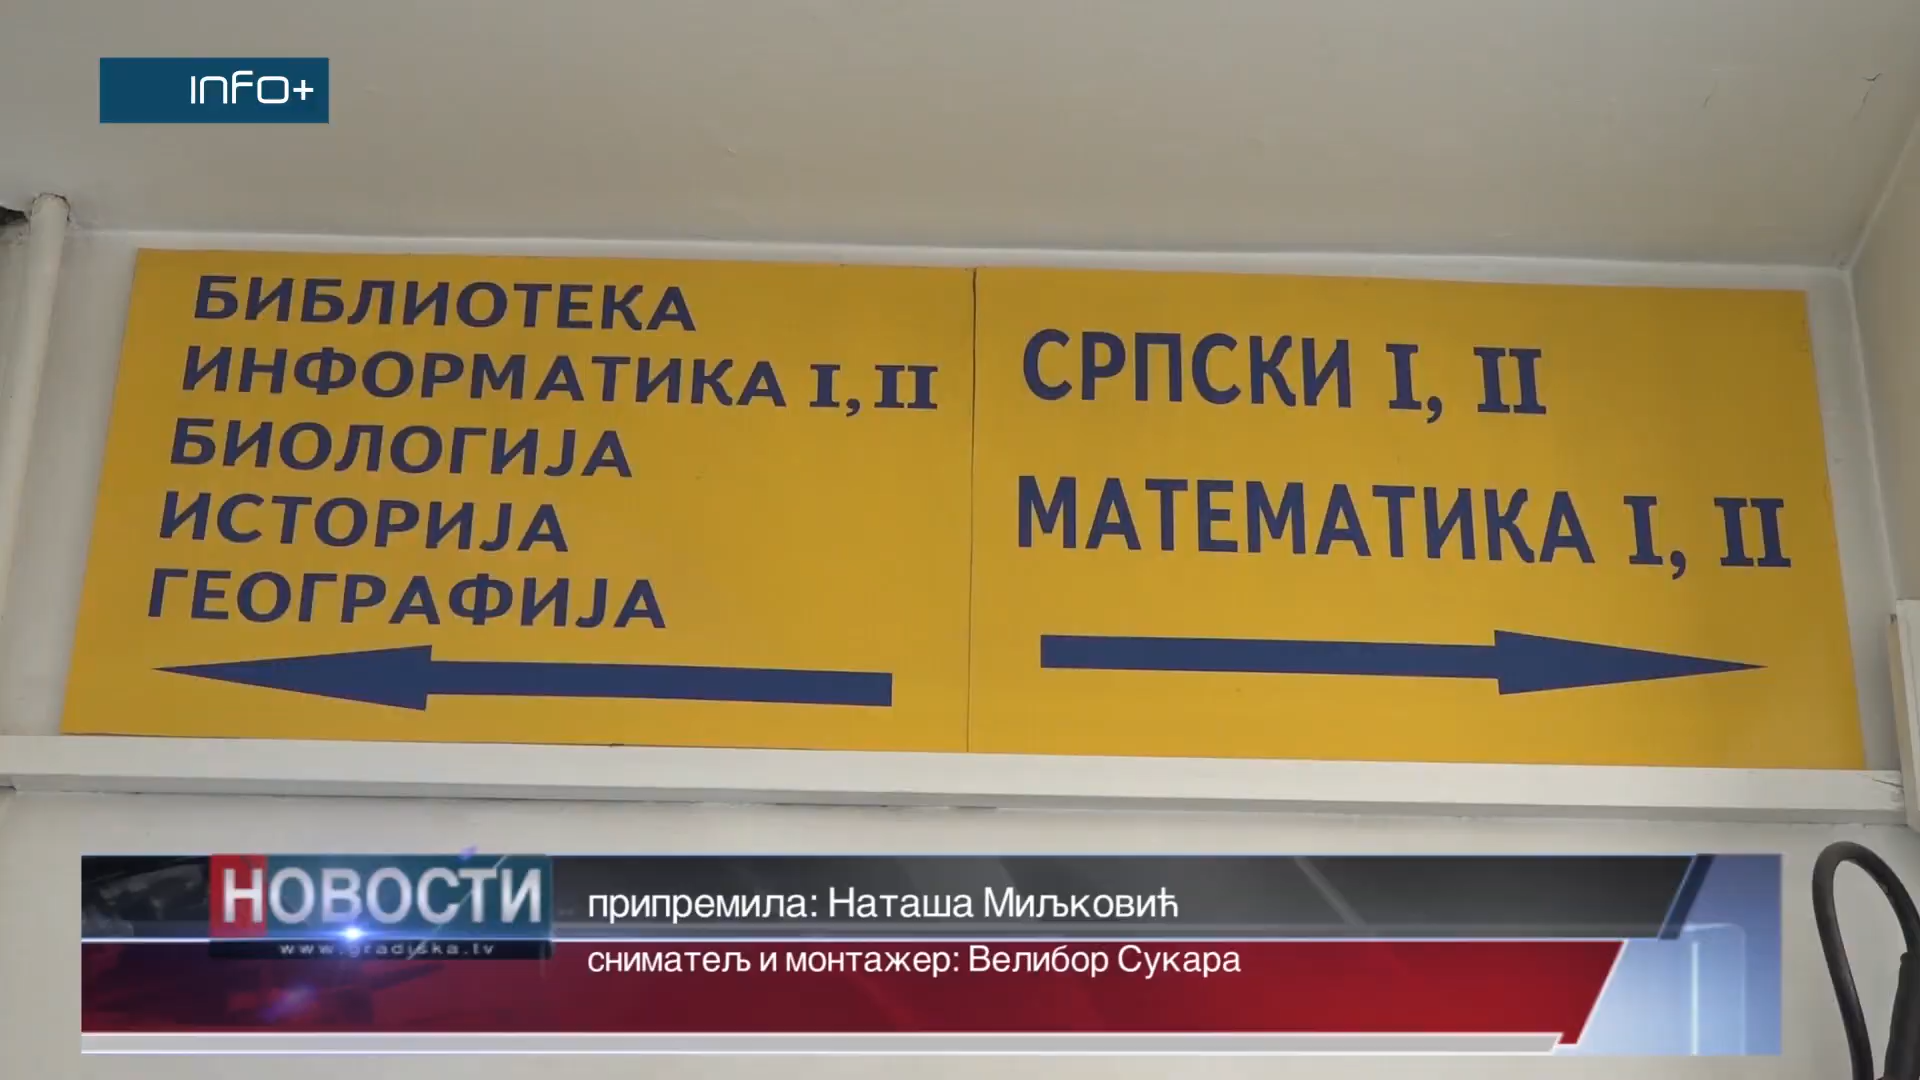 INFO+
БИБЛИОТЕКА
ИНФОРМАТИКА I, II
БИОЛОГИЈА
ИСТОРИЈА
ГЕОГРАФИЈА
СРПСКИ I, II
МАТЕМАТИКА I, II
НОВОСТИ
www.gradiska.tv
припремила: Наташа Миљковић
сниматељ и монтажер: Велибор Сукара